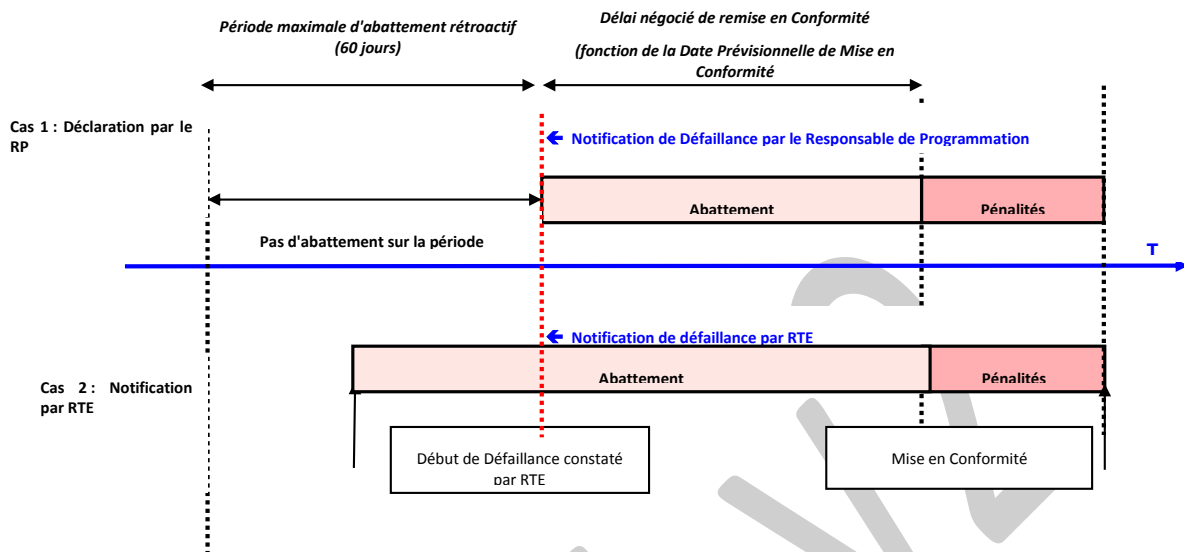 Période maximale d'abattement rétroactif
(60 jours)
Délai négocié de remise en Conformité
(fonction de la Date Prévisionnelle de Mise en
Conformité
Cas 1 : Déclaration par le
RP
Notification de Défaillance par le Responsable de Programmation
Abattement
Pénalités
Pas d'abattement sur la période
T
Notification de défaillance par RTE
Cas 2 : Notification
par RTE
Abattement
Pénalités
Début de Défaillance constaté
par RTE
Mise en Conformité